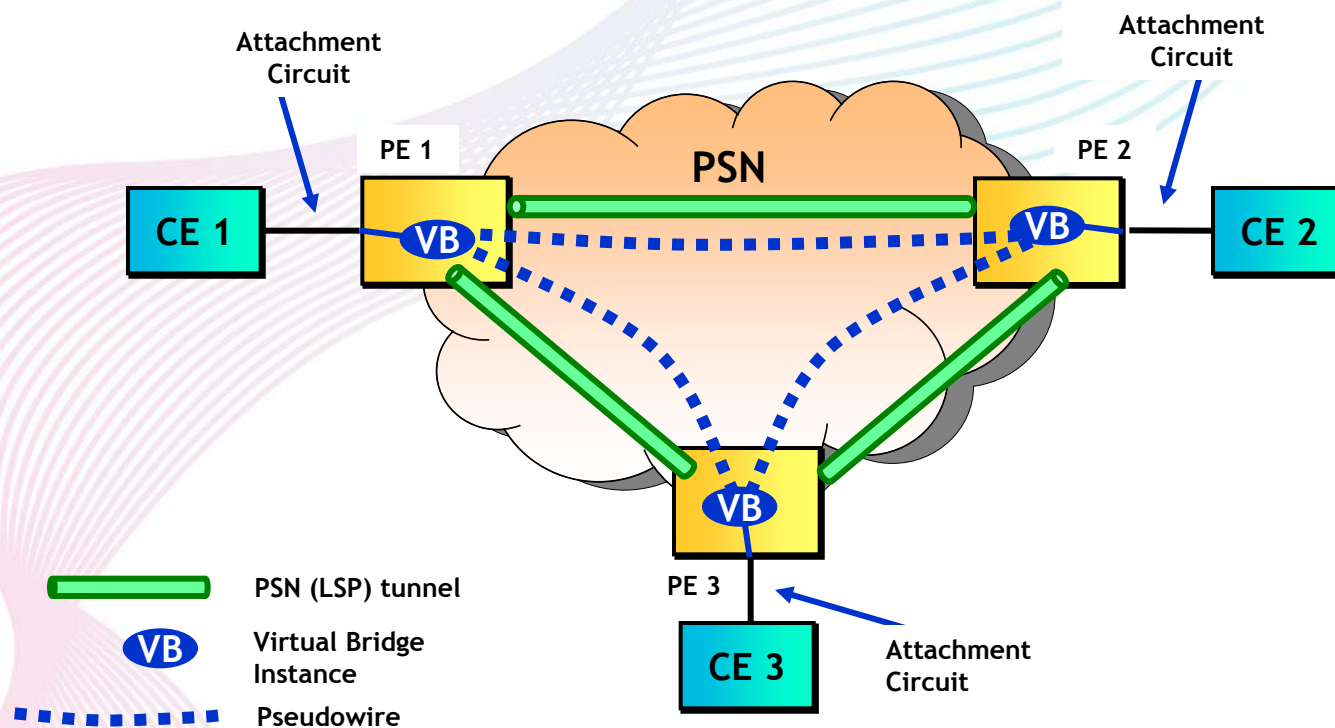 Attachment
Circuit
Attachment
Circuit
PE 1
PSN
PE 2
CE 1
VB
VB
CE 2
VB
PE 3
PSN (LSP) tunnel
VB
Virtual Bridge
Instance
CE 3
Attachment
Circuit
Pseudowire